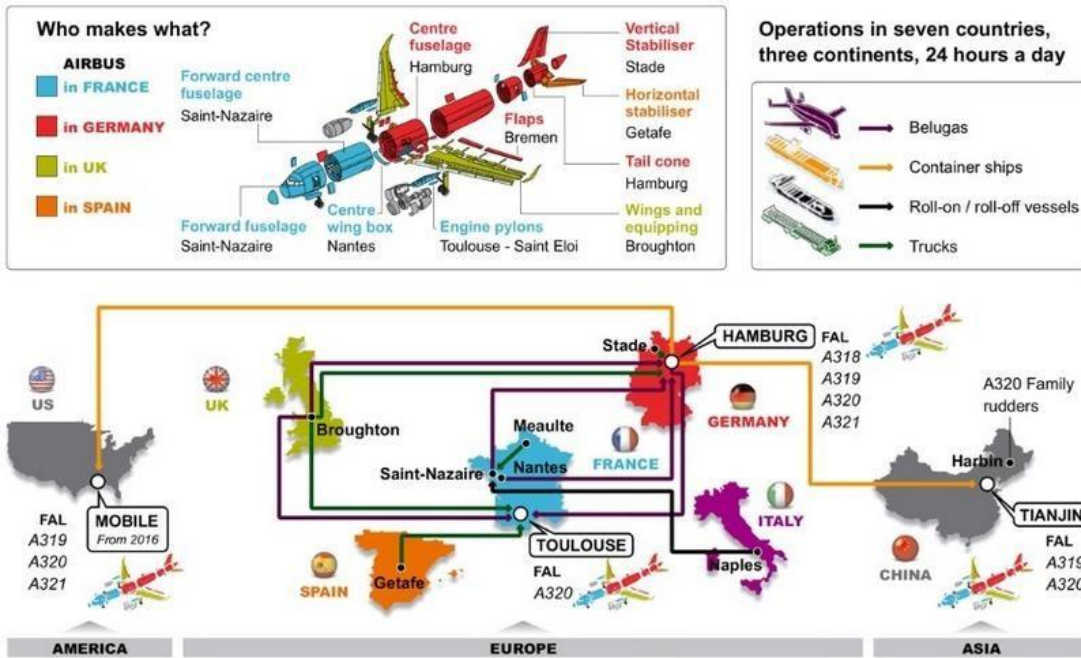 Who makes what?
AIRBUS
in FRANCE
in GERMANY
in UK
in SPAIN
Forward centre
fuselage
Saint-Nazaire
Centre
fuselage
Hamburg
Vertical
Stabiliser
Stade
Horizontal
stabiliser
Getafe
Flaps
Bremen
Tail cone
Hamburg
Forward fuselage
Saint-Nazaire
Centre
wing box
Nantes
Engine pylons
Toulouse - Saint Eloi
Wings and
equipping
Broughton
Operations in seven countries,
three continents, 24 hours a day
Belugas
Container ships
Roll-on / roll-off vessels
Trucks
US
MOBILE
From 2016
FAL
A319
A320
A321
UK
Broughton
Stade
HAMBURG
FAL
A318
A319
A320
A321
GERMANY
Meaulte
FRANCE
Saint-Nazaire
Nantes
TOULOUSE
FAL
A320
SPAIN
Getafe
ITALY
Naples
A320 Family
rudders
Harbin
TIANJIN
FAL
A319
A320
CHINA
AMERICA
EUROPE
ASIA